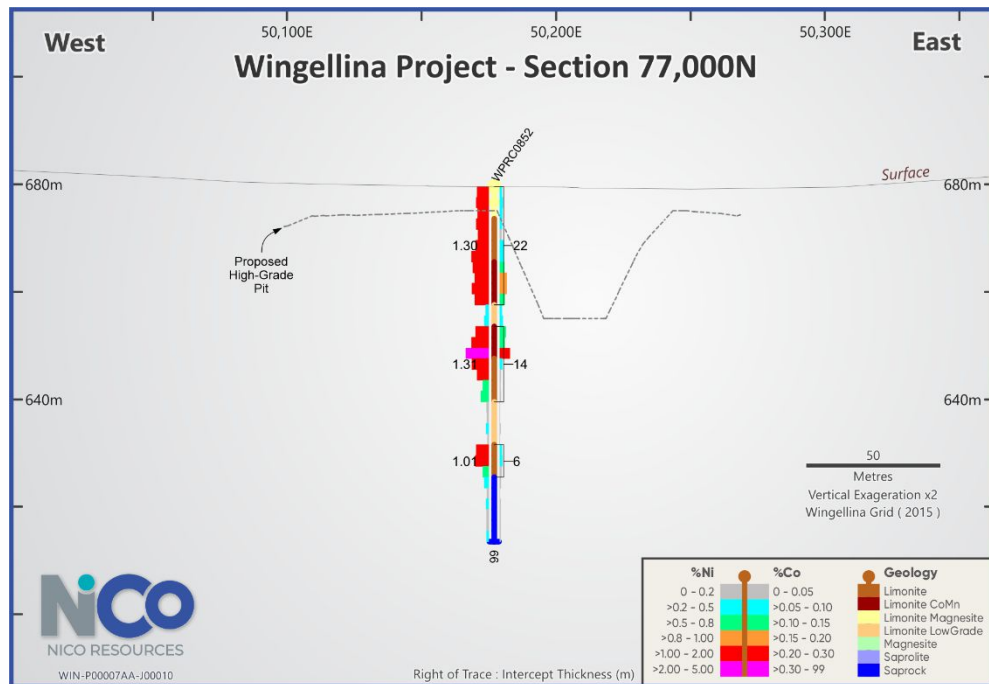 West
50,100E
50,200E
50,300E
East
Wingellina Project - Section 77,000N
WPRC0852
Surface
680m
680m
1.30
22
Proposed
High-Grade
Pit
1.31
14
640m
640m
1.01
6
50
Metres
Vertical Exageration x2
Wingellina Grid ( 2015 )
66
%Ni
%Co
Geology
0 - 0.2
0 - 0.05
Limonite
>0.2 - 0.5
>0.05 - 0.10
Limonite CoMn
>0.5 - 0.8
>0.10 - 0.15
Limonite Magnesite
>0.8 - 1.00
>0.15 - 0.20
Limonite LowGrade
>1.00 - 2.00
>0.20 - 0.30
Magnesite
>2.00 - 5.00
>0.30 - 99
Saprolite
Saprock
NiCo
NICO RESOURCES
WIN-P00007AA-J00010
Right of Trace : Intercept Thickness (m)